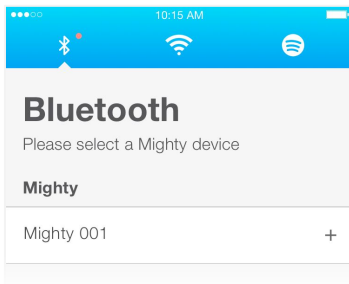 10:15 AM
Bluetooth
Please select a Mighty device
Mighty
Mighty 001 +